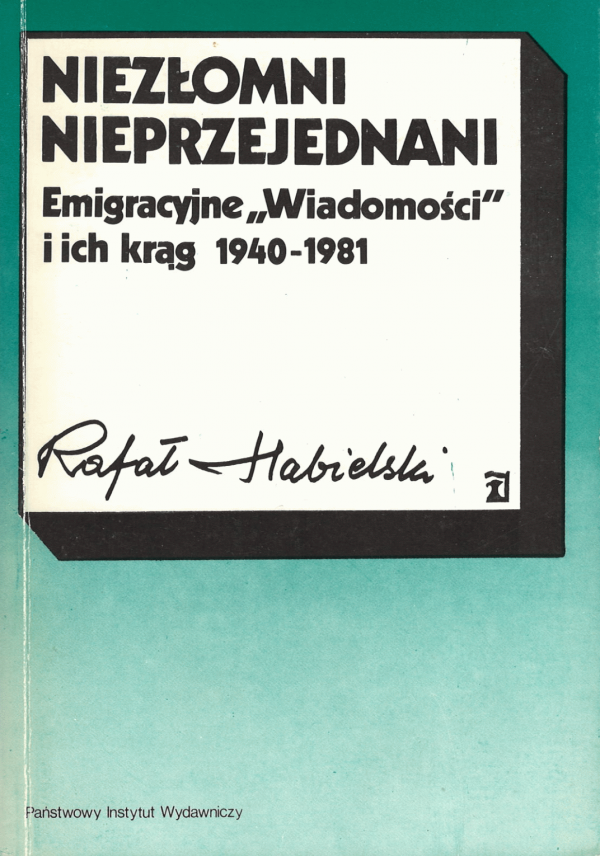 NIEZŁOMNI
NIEPRZEJEDNANI
Emigracyjne „Wiadomości”
i ich krąg 1940-1981
Rafał Habielski
Państwowy Instytut Wydawniczy